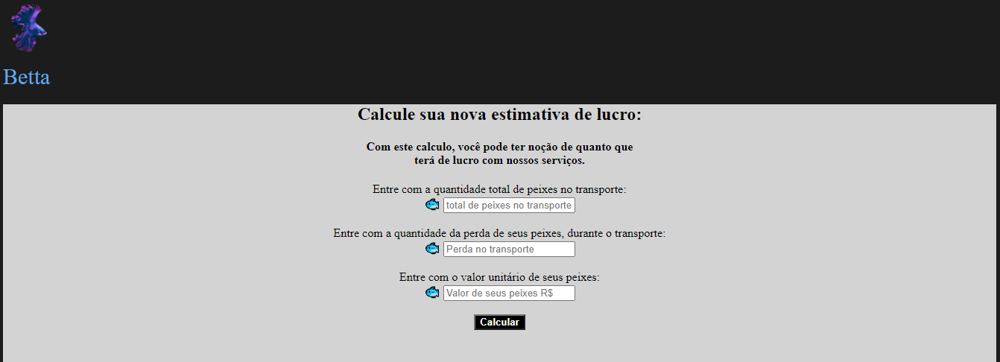 Betta
Calcule sua nova estimativa de lucro:
Com este calculo, você pode ter noção de quanto que
terá de lucro com nossos serviços.
Entre com a quantidade total de peixes no transporte:
total de peixes no transporte
Entre com a quantidade da perda de seus peixes, durante o transporte:
Perda no transporte
Entre com o valor unitário de seus peixes:
Valor de seus peixes R$
Calcular